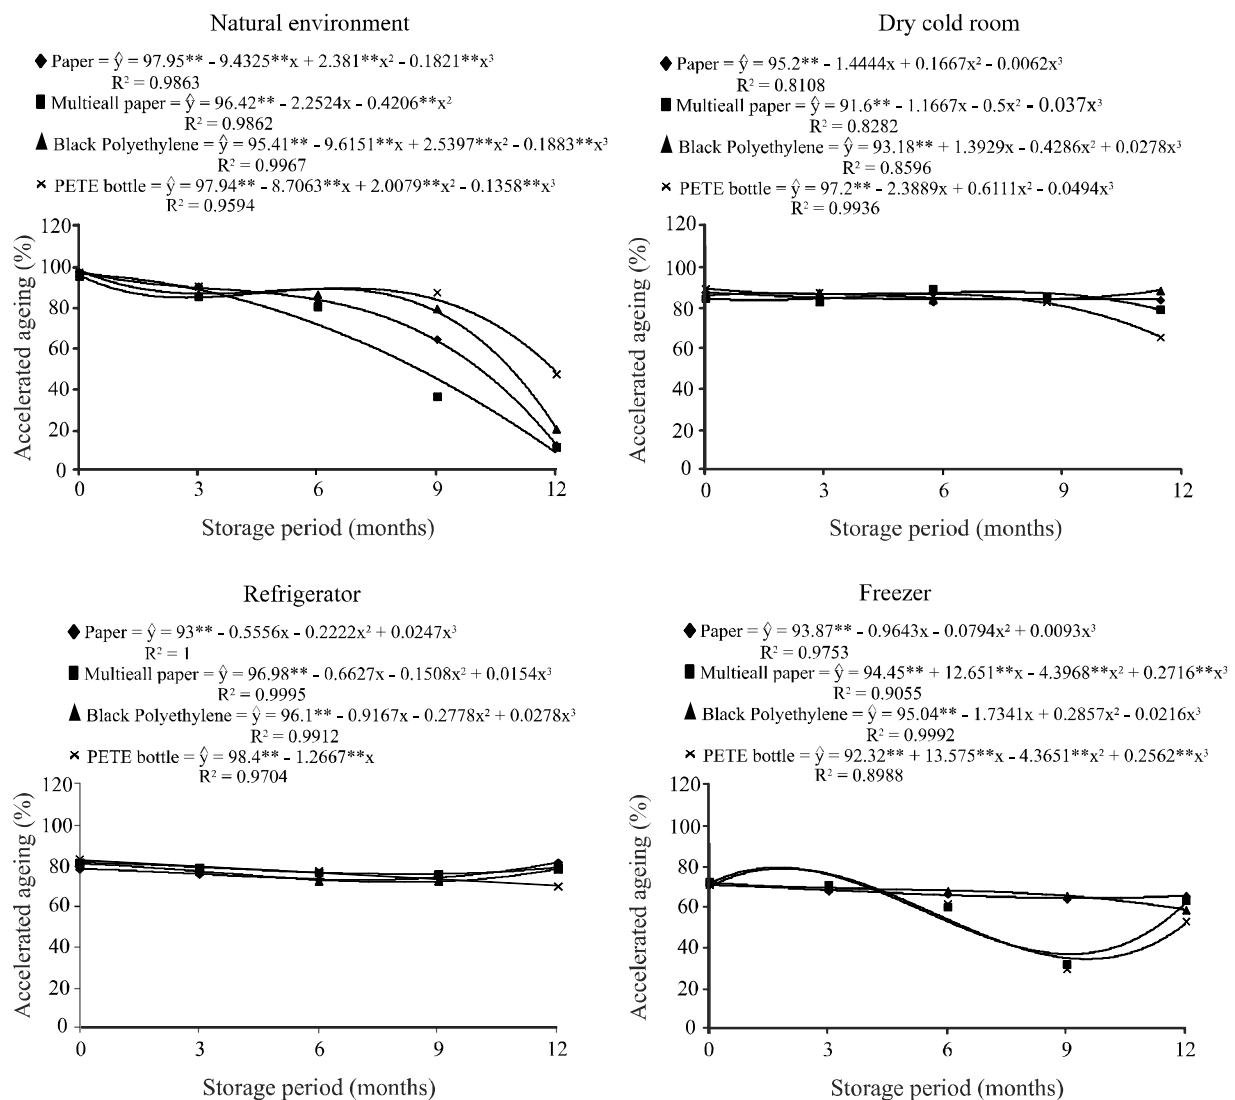 Natural environment
◆ Paper = ŷ = 97.95** - 9.4325**x + 2.381**x² - 0.1821**x³
R² = 0.9863
■ Multieall paper = ŷ = 96.42** - 2.2524x - 0.4206**x²
R² = 0.9862
▲ Black Polyethylene = ŷ = 95.41** - 9.6151**x + 2.5397**x² - 0.1883**x³
R² = 0.9967
× PETE bottle = ŷ = 97.94** - 8.7063**x + 2.0079**x² - 0.1358**x³
R² = 0.9594
Accelerated ageing (%)
120
100
80
60
40
20
0
0 3 6 9 12
Storage period (months)
Dry cold room
◆ Paper = ŷ = 95.2** - 1.4444x + 0.1667x² - 0.0062x³
R² = 0.8108
■ Multieall paper = ŷ = 91.6** - 1.1667x - 0.5x² - 0.037x³
R² = 0.8282
▲ Black Polyethylene = ŷ = 93.18** + 1.3929x - 0.4286x² + 0.0278x³
R² = 0.8596
× PETE bottle = ŷ = 97.2** - 2.3889x + 0.6111x² - 0.0494x³
R² = 0.9936
Accelerated ageing (%)
120
100
80
60
40
20
0
0 3 6 9 12
Storage period (months)
Refrigerator
◆ Paper = ŷ = 93** - 0.5556x - 0.2222x² + 0.0247x³
R² = 1
■ Multieall paper = ŷ = 96.98** - 0.6627x - 0.1508x² + 0.0154x³
R² = 0.9995
▲ Black Polyethylene = ŷ = 96.1** - 0.9167x - 0.2778x² + 0.0278x³
R² = 0.9912
× PETE bottle = ŷ = 98.4** - 1.2667**x
R² = 0.9704
Accelerated ageing (%)
120
100
80
60
40
20
0
0 3 6 9 12
Storage period (months)
Freezer
◆ Paper = ŷ = 93.87** - 0.9643x - 0.0794x² + 0.0093x³
R² = 0.9753
■ Multieall paper = ŷ = 94.45** + 12.651**x - 4.3968**x² + 0.2716**x³
R² = 0.9055
▲ Black Polyethylene = ŷ = 95.04** - 1.7341x + 0.2857x² - 0.0216x³
R² = 0.9992
× PETE bottle = ŷ = 92.32** + 13.575**x - 4.3651**x² + 0.2562**x³
R² = 0.8988
Accelerated ageing (%)
120
100
80
60
40
20
0
0 3 6 9 12
Storage period (months)